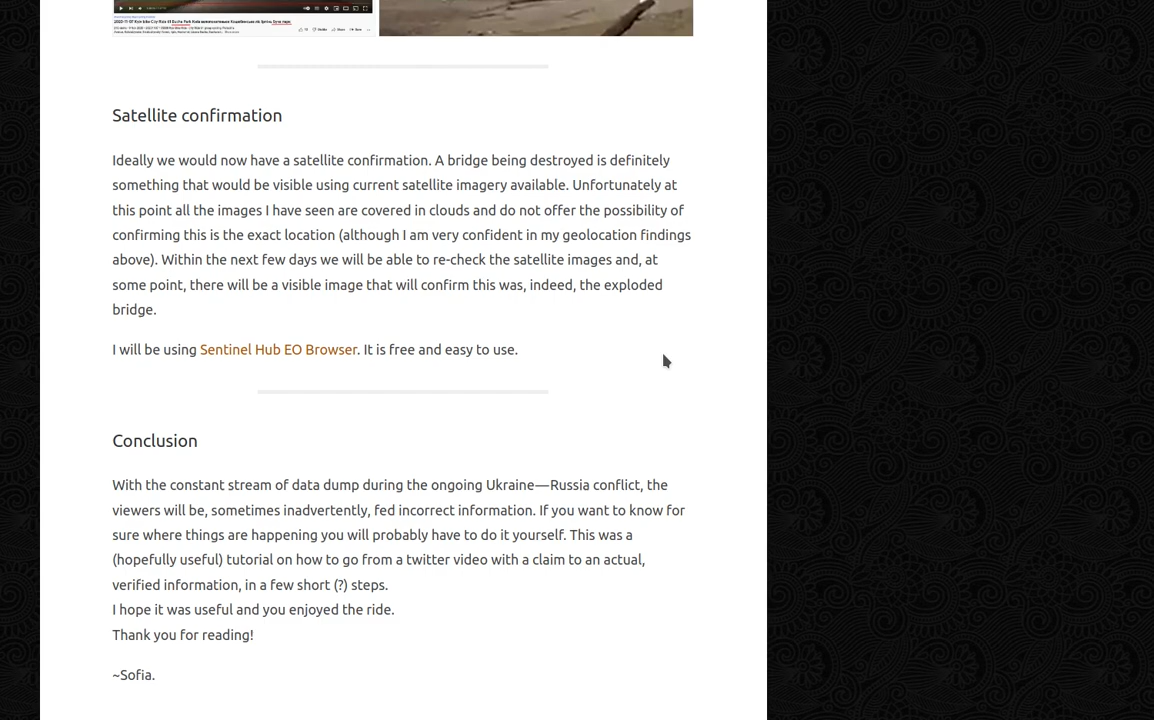 Satellite confirmation
Ideally we would now have a satellite confirmation. A bridge being destroyed is definitely
something that would be visible using current satellite imagery available. Unfortunately at
this point all the images I have seen are covered in clouds and do not offer the possibility of
confirming this is the exact location (although I am very confident in my geolocation findings
above). Within the next few days we will be able to re-check the satellite images and, at
some point, there will be a visible image that will confirm this was, indeed, the exploded
bridge.
I will be using Sentinel Hub EO Browser. It is free and easy to use.
Conclusion
With the constant stream of data dump during the ongoing Ukraine—Russia conflict, the
viewers will be, sometimes inadvertently, fed incorrect information. If you want to know for
sure where things are happening you will probably have to do it yourself. This was a
(hopefully useful) tutorial on how to go from a twitter video with a claim to an actual,
verified information, in a few short (?) steps.
I hope it was useful and you enjoyed the ride.
Thank you for reading!
~Sofia.